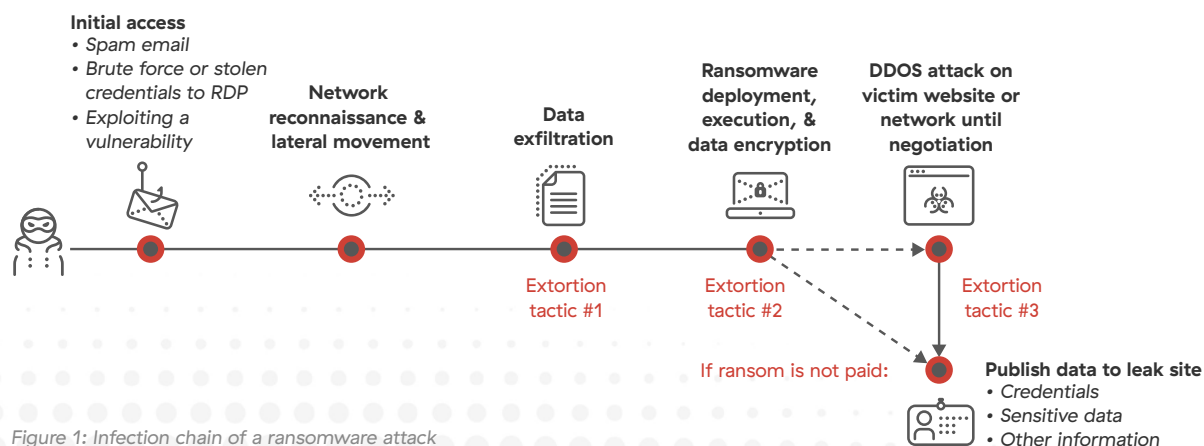 Initial access
• Spam email
• Brute force or stolen
credentials to RDP
• Exploiting a
vulnerability
Network
reconnaissance &
lateral movement
Data
exfiltration
Ransomware
deployment,
execution, &
data encryption
DDOS attack on
victim website or
network until
negotiation
Extortion
tactic #1
Extortion
tactic #2
Extortion
tactic #3
If ransom is not paid:
Publish data to leak site
• Credentials
• Sensitive data
• Other information
Figure 1: Infection chain of a ransomware attack